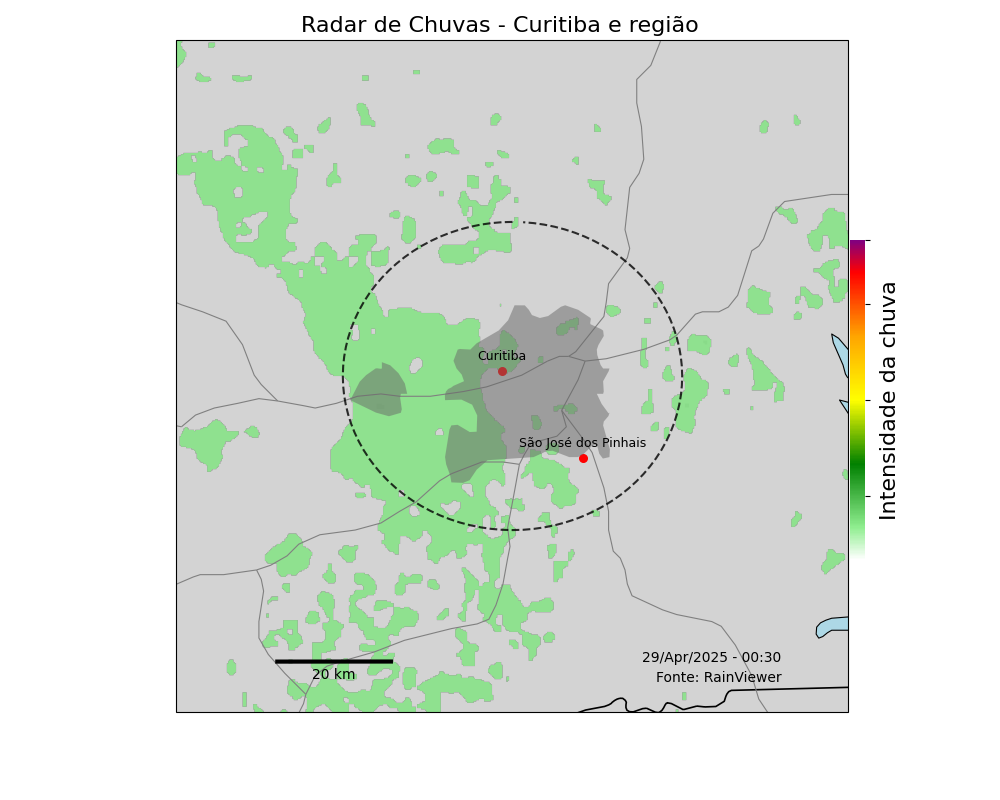 Radar de Chuvas - Curitiba e região
Curitiba
São José dos Pinhais
Intensidade da chuva
29/Apr/2025 - 00:30
Fonte: RainViewer
20 km